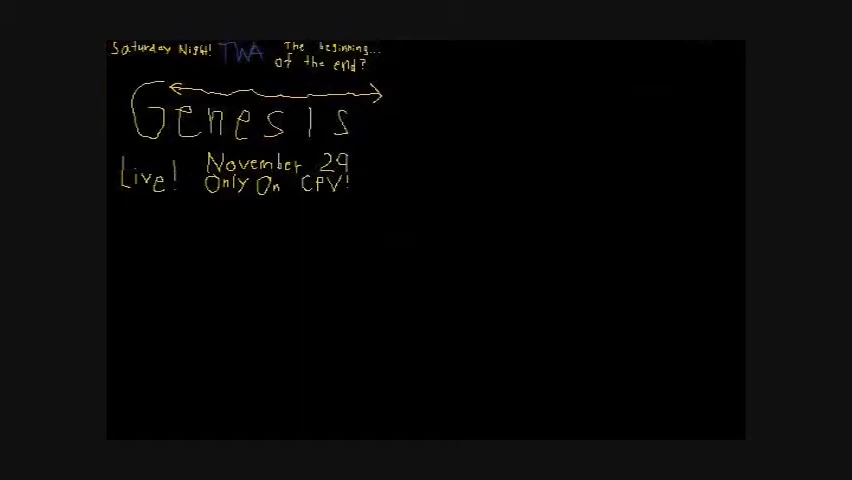 Saturday Night! TWA The beginning...
of the end?
Genesis
Live! November 29
Only On CPV!